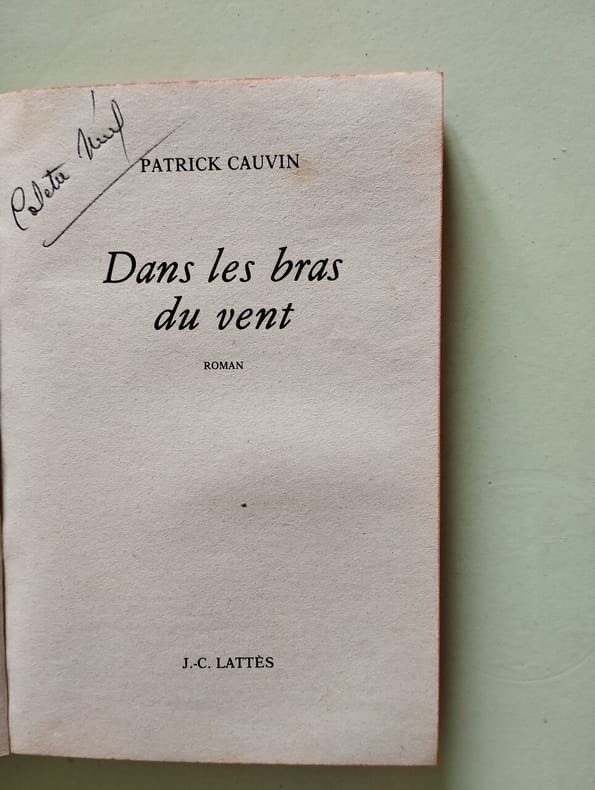 Colette
PATRICK CAUVIN
Dans les bras
du vent
ROMAN
J.-C. LATTÈS